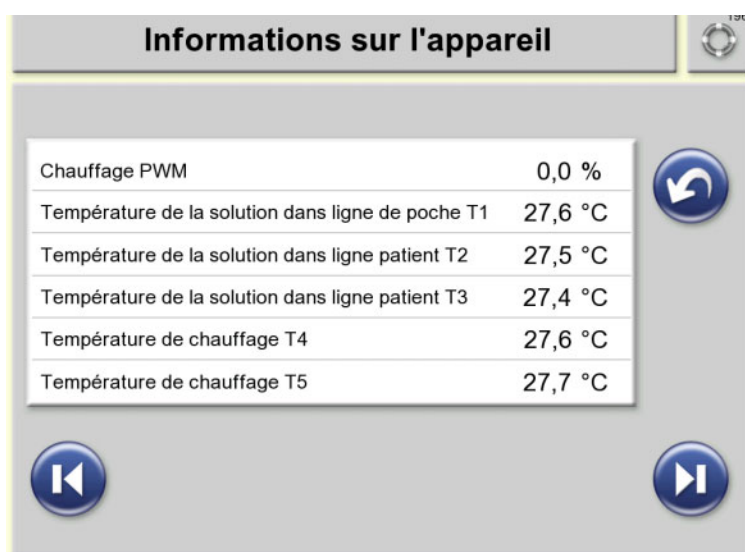 Informations sur l'appareil
196
Chauffage PWM 0,0 %
Température de la solution dans ligne de poche T1 27,6 °C
Température de la solution dans ligne patient T2 27,5 °C
Température de la solution dans ligne patient T3 27,4 °C
Température de chauffage T4 27,6 °C
Température de chauffage T5 27,7 °C